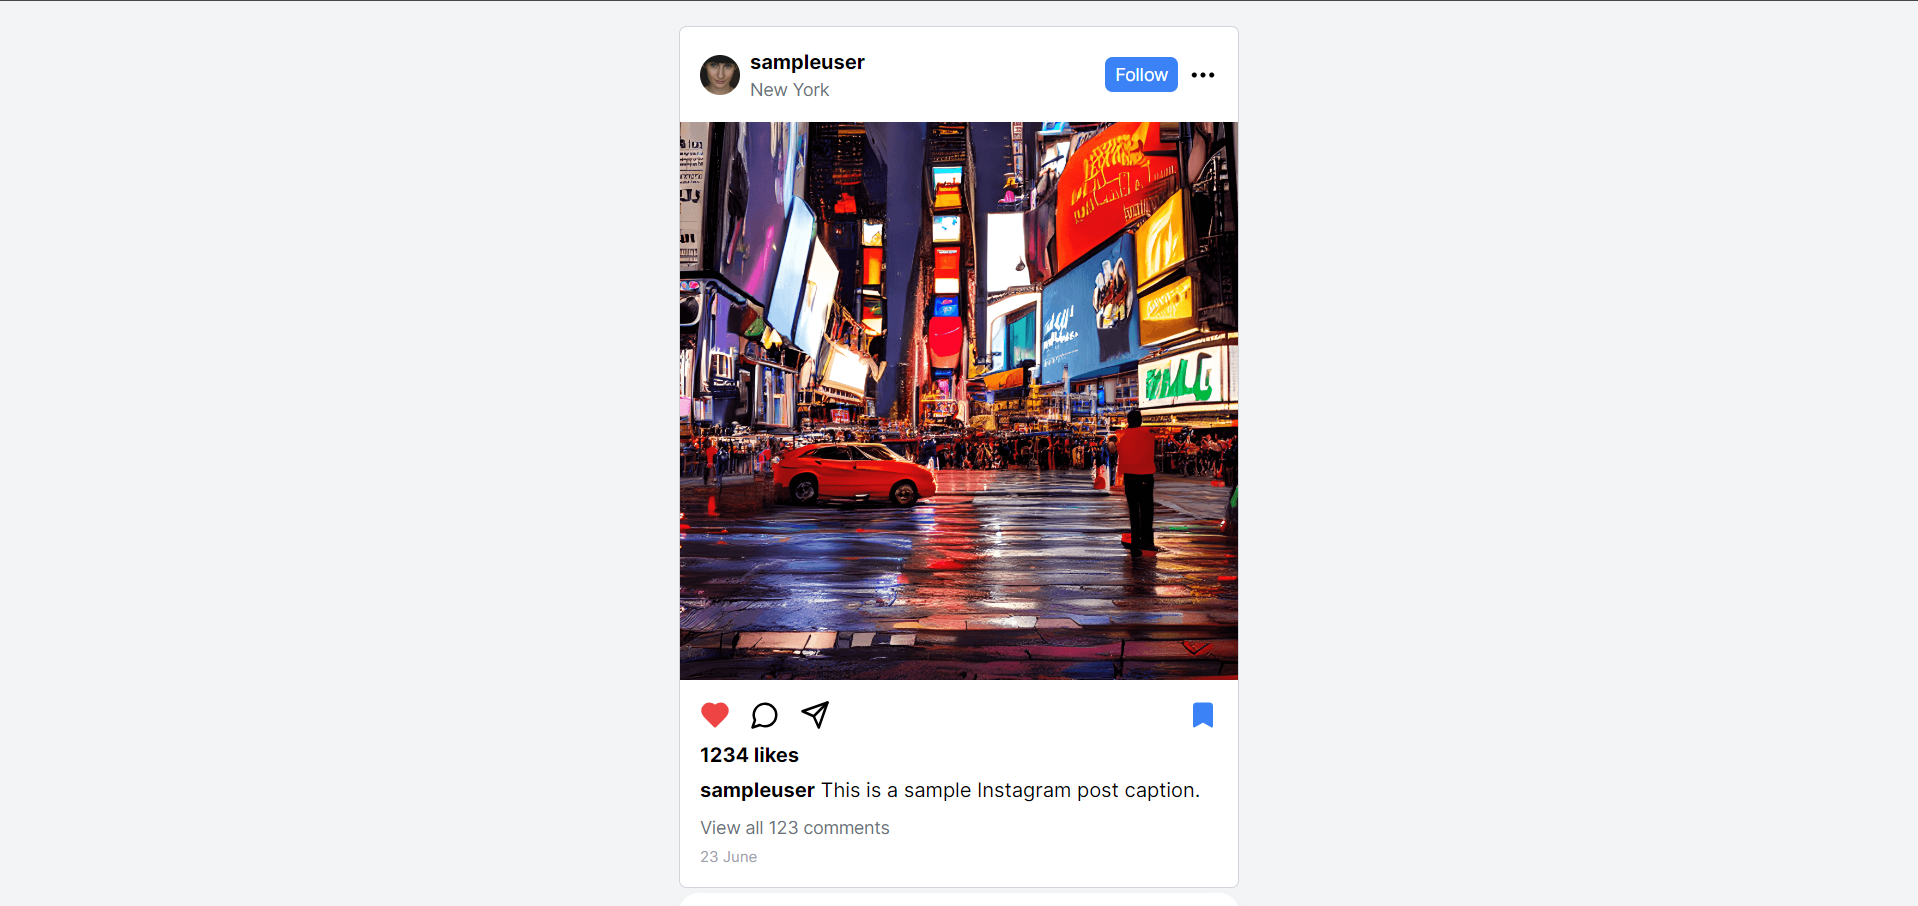 sampleuser
New York
Follow
1234 likes
sampleuser This is a sample Instagram post caption.
View all 123 comments
23 June